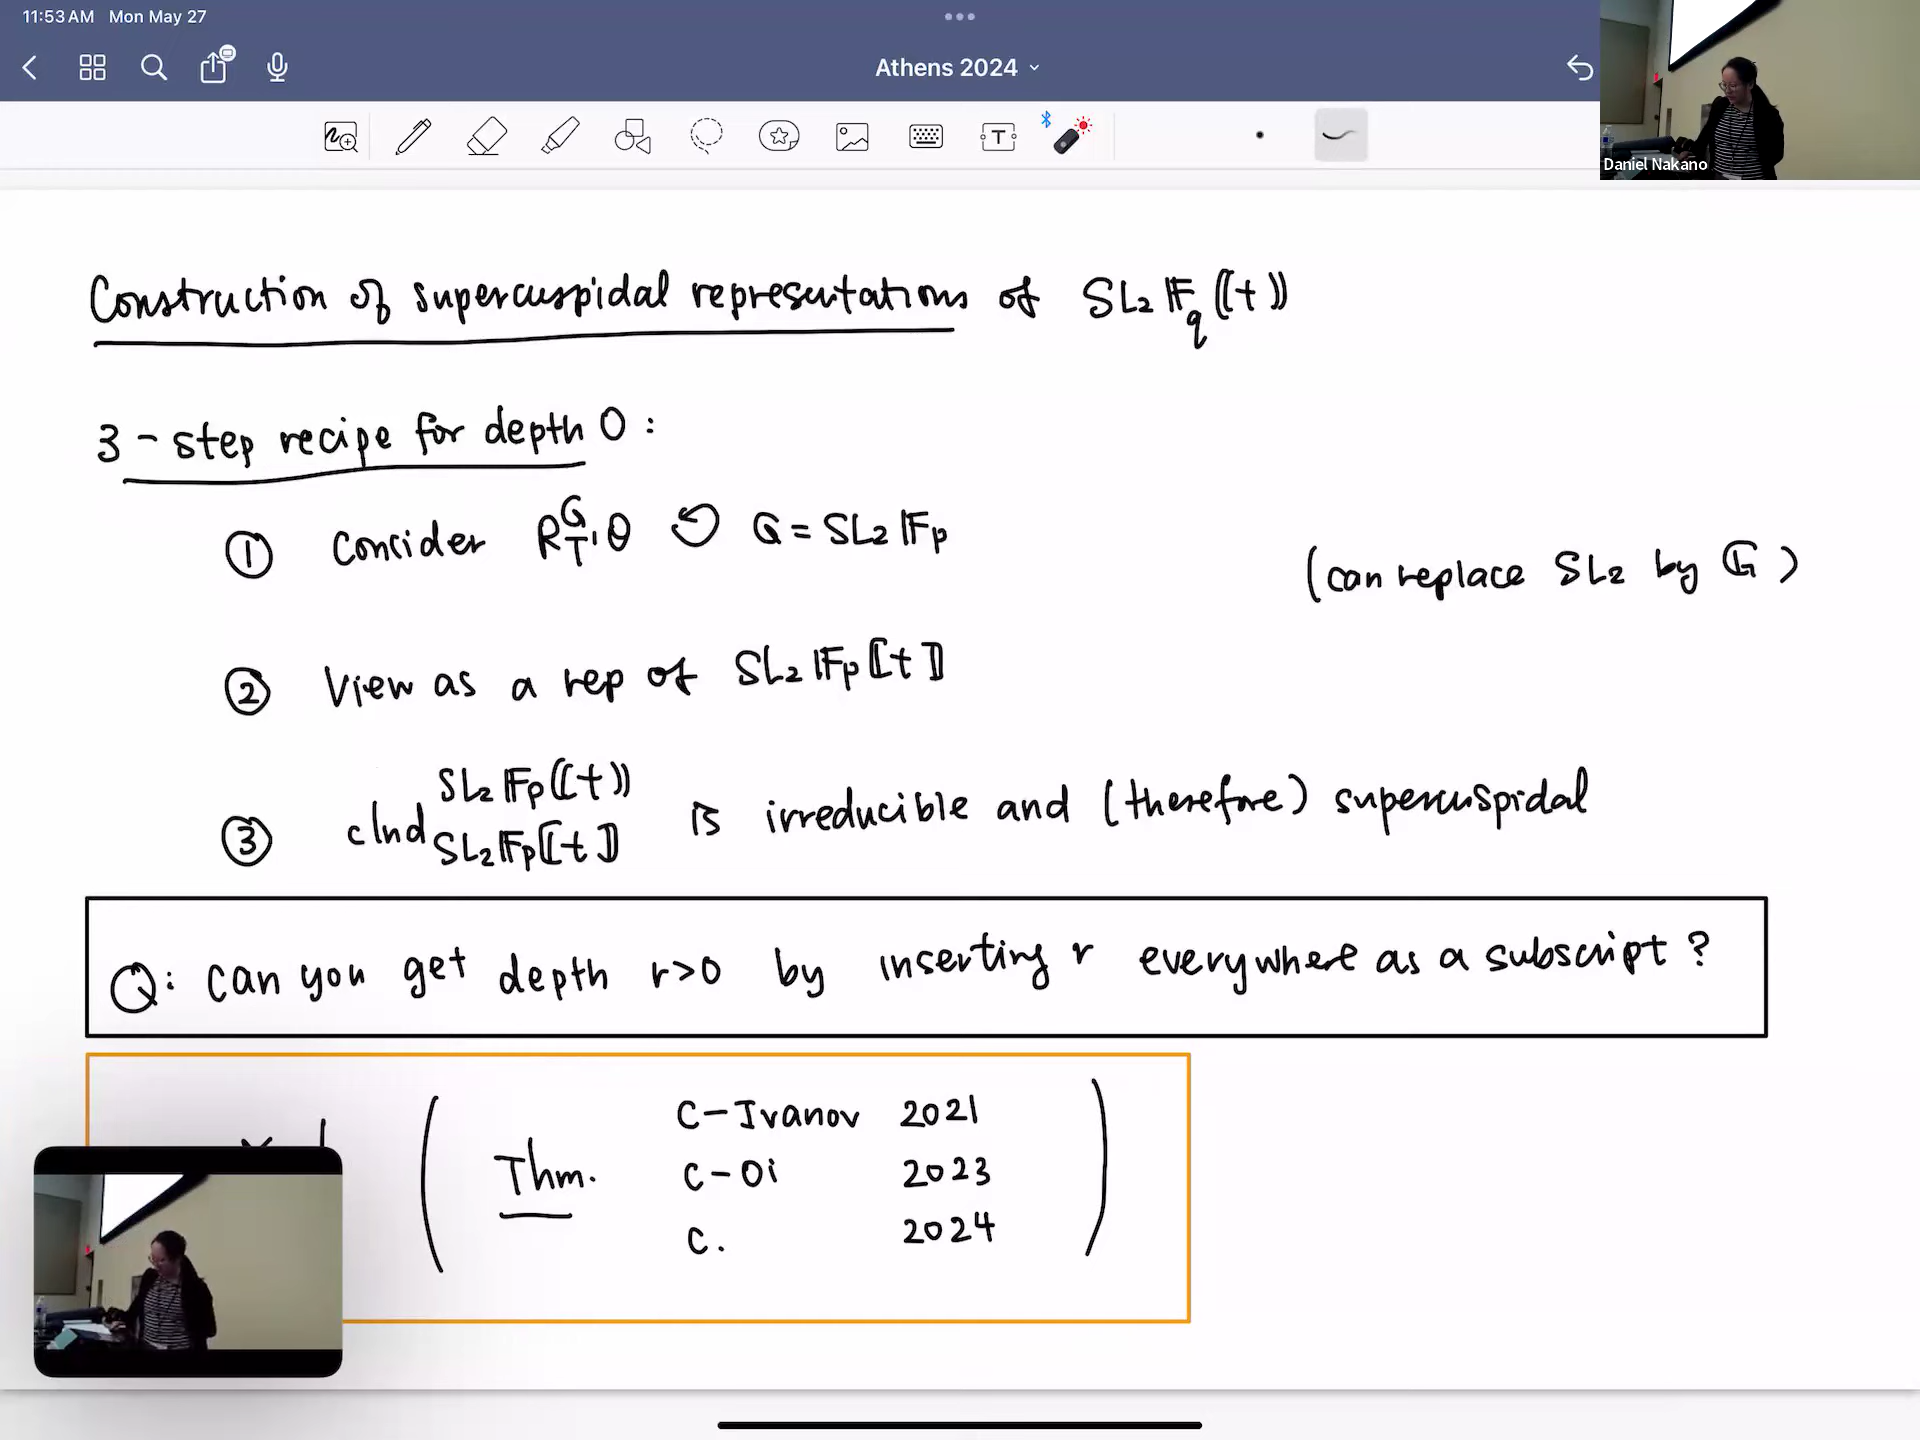 11:53 AM Mon May 27
Athens 2024
T
Daniel Nakano
Construction of supercuspidal representations of SL₂ 𝔽_q((t))
3-step recipe for depth 0:
① Consider R_T^G, θ ↺ G = SL₂ 𝔽_p
(can replace SL₂ by 𝔾)
② View as a rep of SL₂ 𝔽_p[[t]]
③ cInd_{SL₂ 𝔽_p[[t]]}^{SL₂ 𝔽_p((t))} is irreducible and (therefore) supercuspidal
Q: can you get depth r>0 by inserting r everywhere as a subscript?
( Thm. C-Ivanov 2021
C-Oi 2023
C. 2024 )